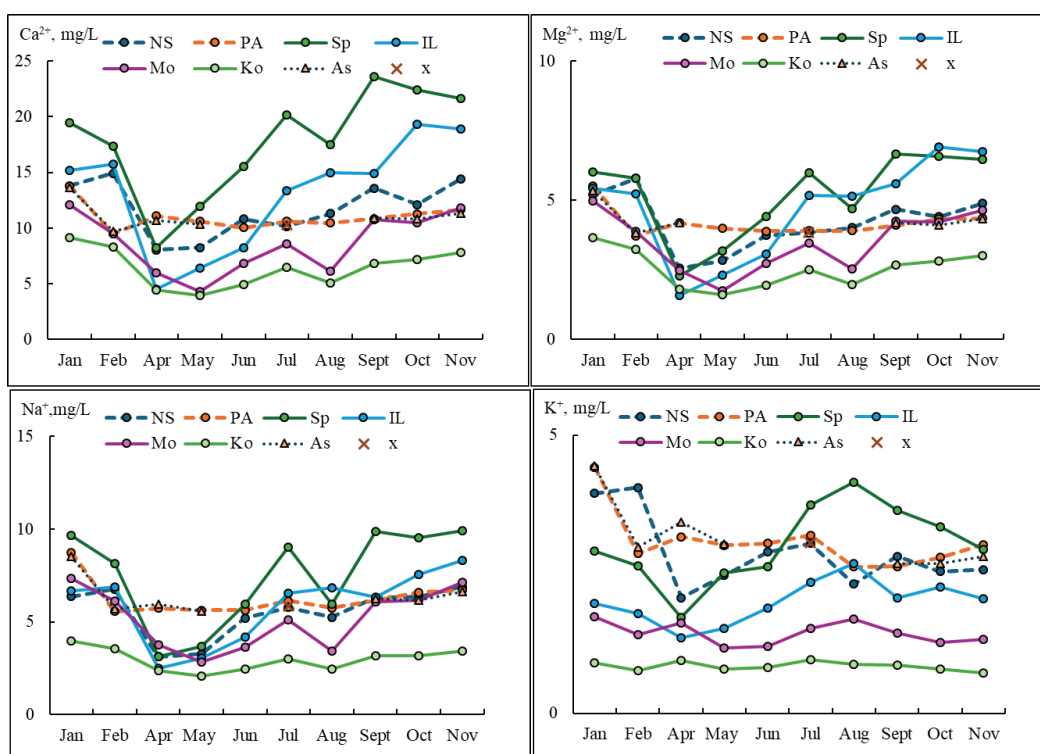 Ca²⁺, mg/L
NS PA Sp IL
Mo Ko As x
25
20
15
10
5
0
Jan Feb Apr May Jun Jul Aug Sept Oct Nov
Mg²⁺, mg/L
NS PA Sp IL
Mo Ko As x
10
5
0
Jan Feb Apr May Jun Jul Aug Sept Oct Nov
Na⁺,mg/L
NS PA Sp IL
Mo Ko As x
15
10
5
0
Jan Feb Apr May Jun Jul Aug Sept Oct Nov
K⁺, mg/L
NS PA Sp IL
Mo Ko As x
5
0
Jan Feb Apr May Jun Jul Aug Sept Oct Nov